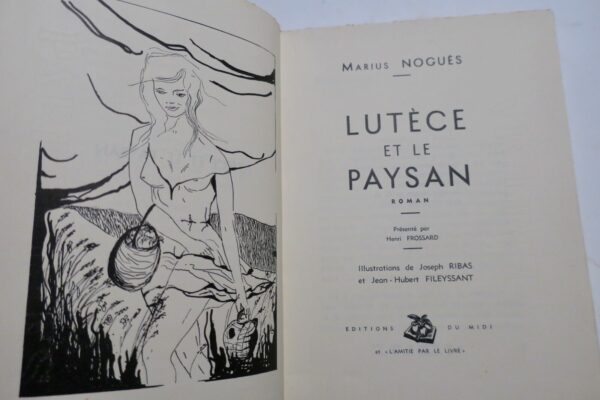 Marius NOGUÈS
LUTÈCE
ET LE
PAYSAN
ROMAN
Présenté par
Henri FROSSARD
Illustrations de Joseph RIBAS
et Jean-Hubert FILEYSSANT
EDITIONS DU MIDI
et « L'AMITIE PAR LE LIVRE »